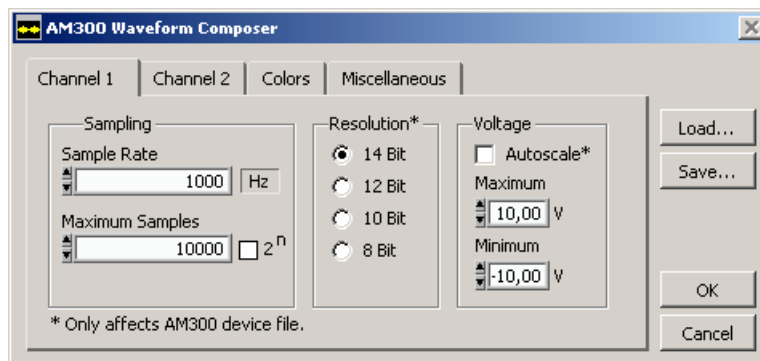 AM300 Waveform Composer
Channel 1 Channel 2 Colors Miscellaneous
Sampling
Sample Rate
1000 Hz
Maximum Samples
10000 2ⁿ
Resolution*
14 Bit
12 Bit
10 Bit
8 Bit
Voltage
Autoscale*
Maximum
10,00 V
Minimum
-10,00 V
* Only affects AM300 device file.
Load...
Save...
OK
Cancel